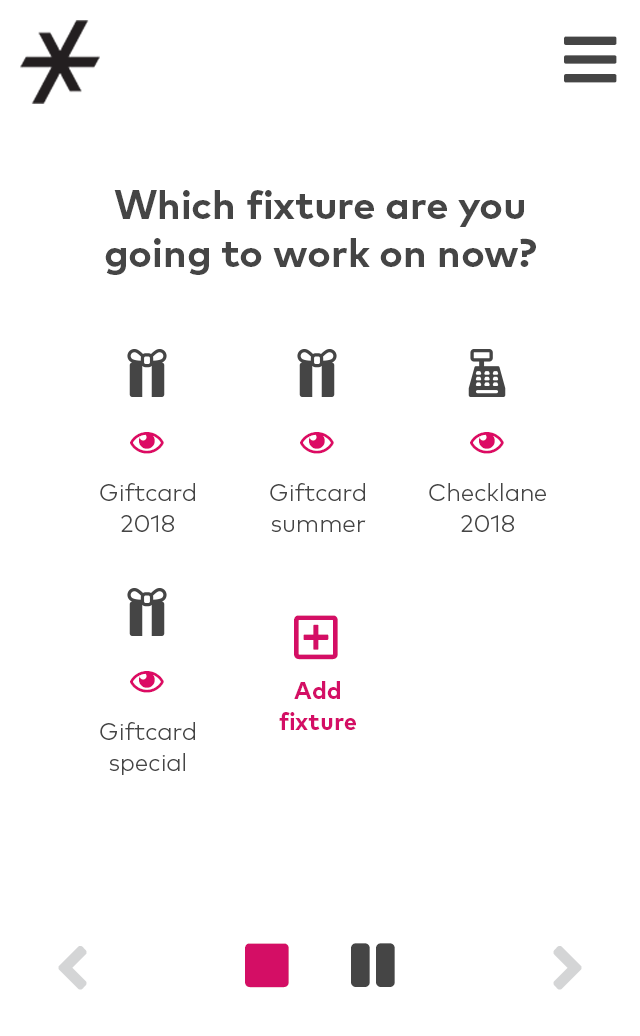 Which fixture are you
going to work on now?
Giftcard
2018
Giftcard
summer
Checklane
2018
Giftcard
special
Add
fixture